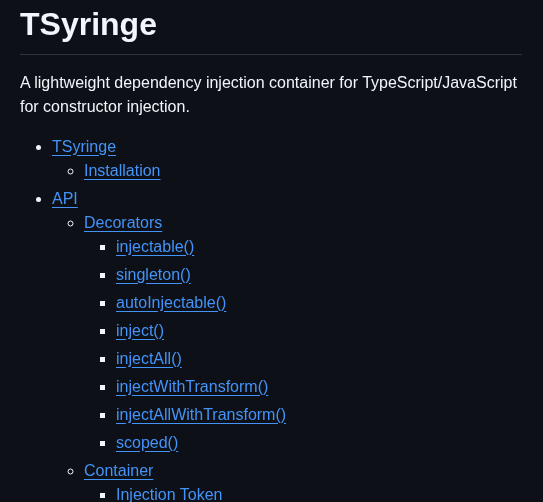 TSyringe
A lightweight dependency injection container for TypeScript/JavaScript
for constructor injection.
TSyringe
Installation
API
Decorators
injectable()
singleton()
autoInjectable()
inject()
injectAll()
injectWithTransform()
injectAllWithTransform()
scoped()
Container
Injection Token